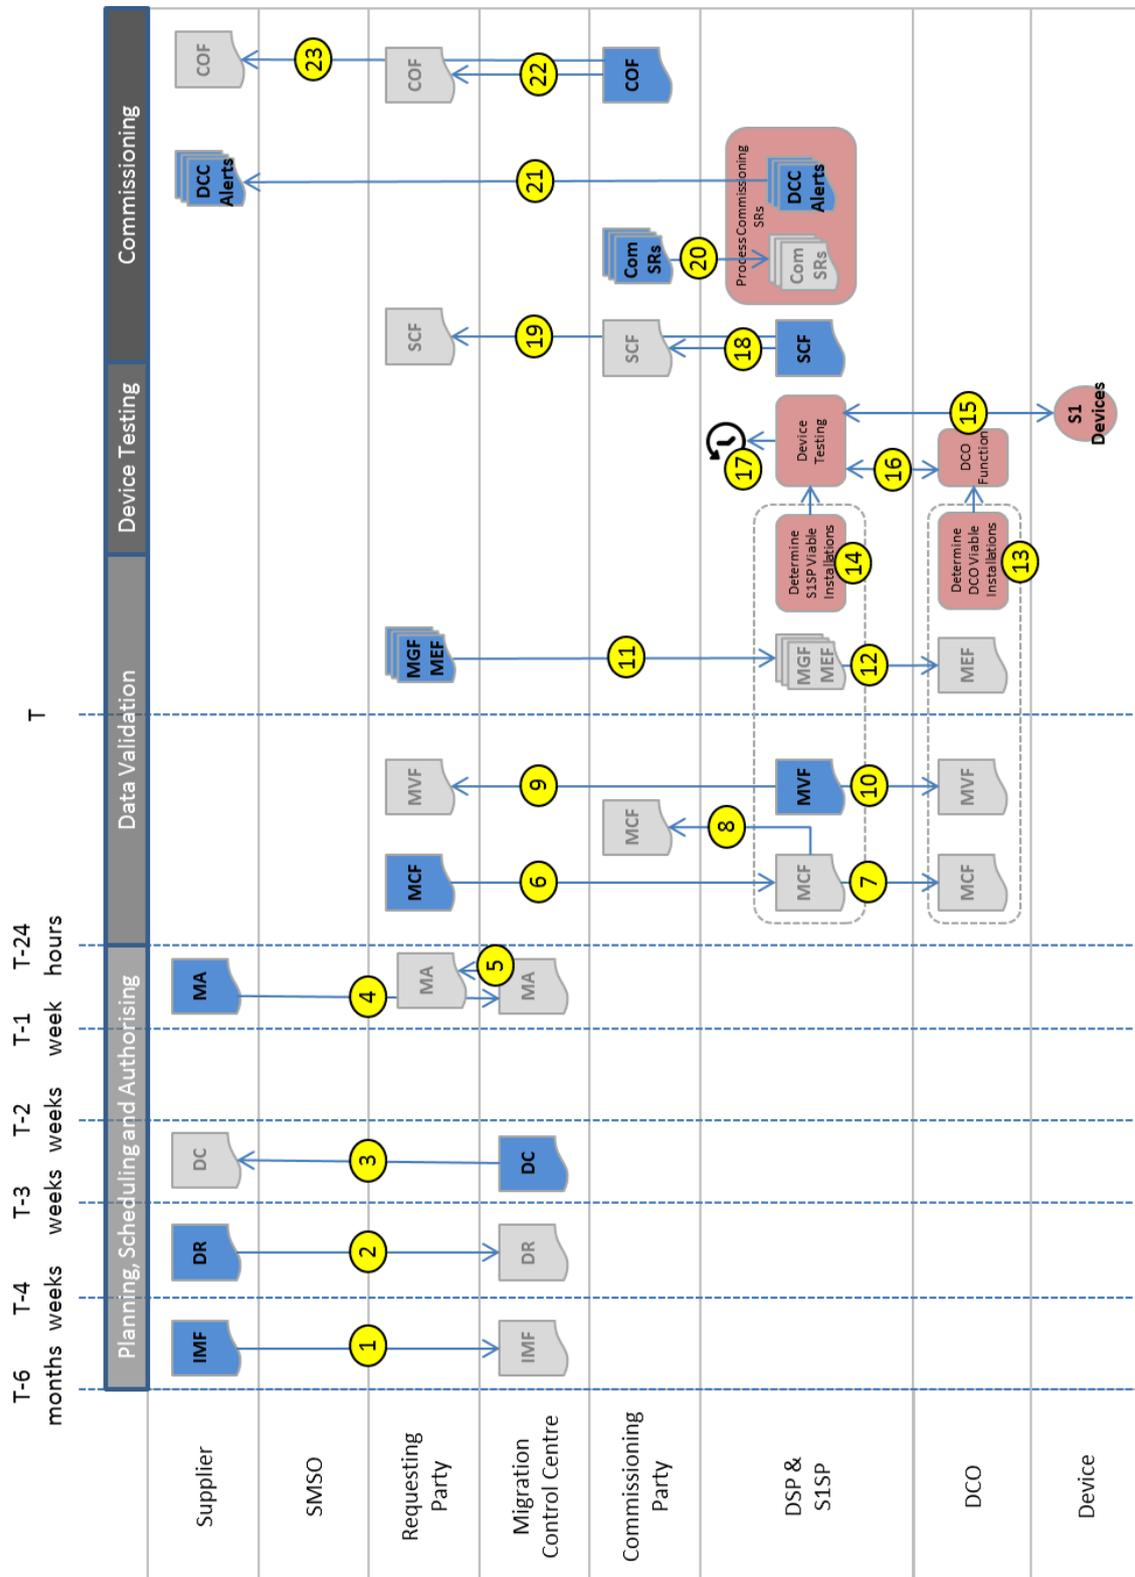 T-6
months
T-4
weeks
T-3
weeks
T-2
weeks
T-1
week
T-24
hours
T
Planning, Scheduling and Authorising
Data Validation
Device Testing
Commissioning
Supplier
IMF
DR
DC
MA
DCC
Alerts
COF
SMSO
1
2
3
4
23
Requesting
Party
MA
MCF
MVF
MGF
MEF
SCF
COF
Migration
Control Centre
IMF
DR
DC
MA
5
6
9
19
21
22
Commissioning
Party
MCF
11
SCF
Com
SRs
COF
DSP &
S1SP
8
17
18
20
MCF
MVF
MGF
MEF
Determine
S1SP Viable
Installations
14
Device
Testing
SCF
Process Commissioning
SRs
Com
SRs
DCC
Alerts
7
10
12
16
DCO
MCF
MVF
MEF
Determine
DCO Viable
Installations
13
DCO
Function
15
Device
S1
Devices